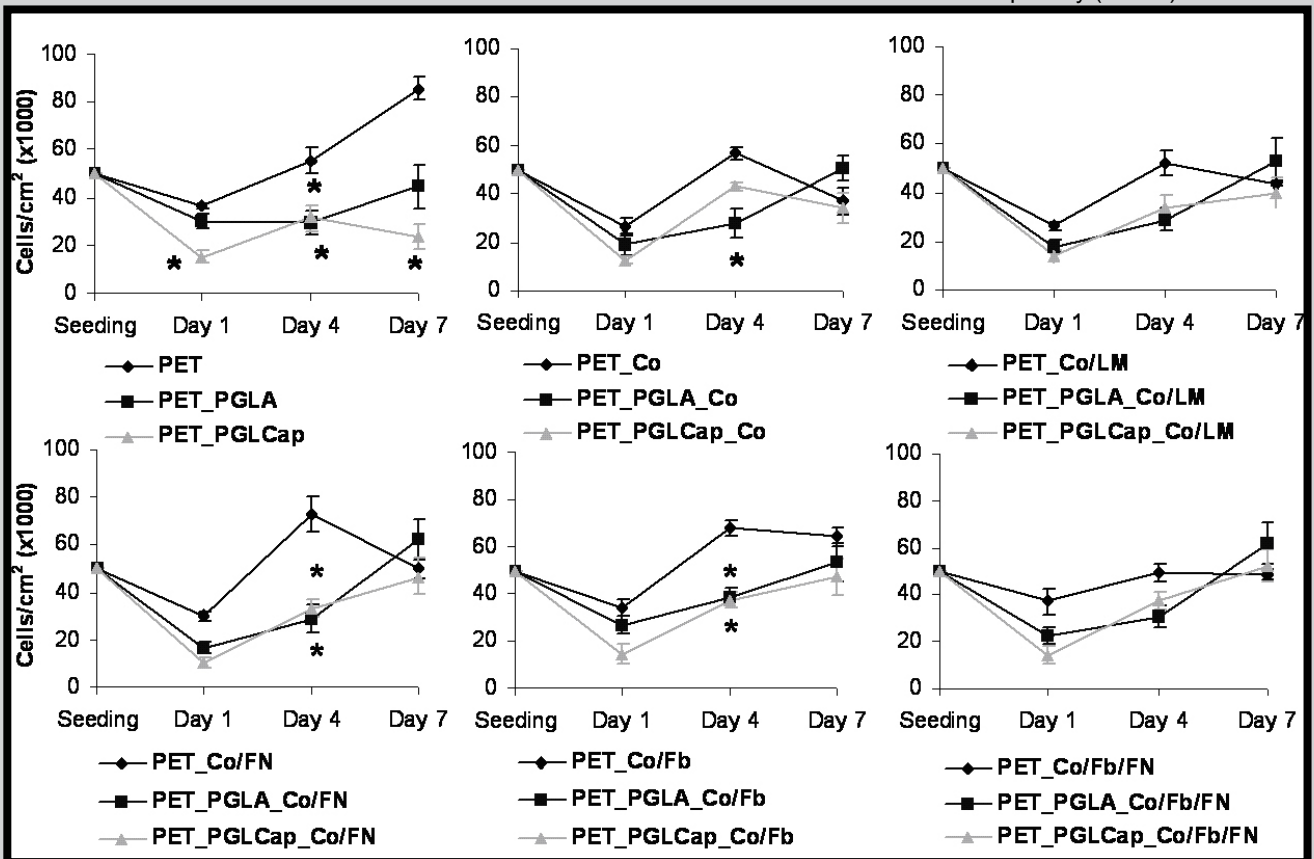 100
80
60
40
20
0
Cells/cm² (x1000)
*
*
*
*
Seeding Day 1 Day 4 Day 7
PET
PET_PGLA
PET_PGLCap
100
80
60
40
20
0
*
Seeding Day 1 Day 4 Day 7
PET_Co
PET_PGLA_Co
PET_PGLCap_Co
100
80
60
40
20
0
Seeding Day 1 Day 4 Day 7
PET_Co/LM
PET_PGLA_Co/LM
PET_PGLCap_Co/LM
100
80
60
40
20
0
Cells/cm² (x1000)
*
*
Seeding Day 1 Day 4 Day 7
PET_Co/FN
PET_PGLA_Co/FN
PET_PGLCap_Co/FN
100
80
60
40
20
0
*
*
Seeding Day 1 Day 4 Day 7
PET_Co/Fb
PET_PGLA_Co/Fb
PET_PGLCap_Co/Fb
100
80
60
40
20
0
Seeding Day 1 Day 4 Day 7
PET_Co/Fb/FN
PET_PGLA_Co/Fb/FN
PET_PGLCap_Co/Fb/FN